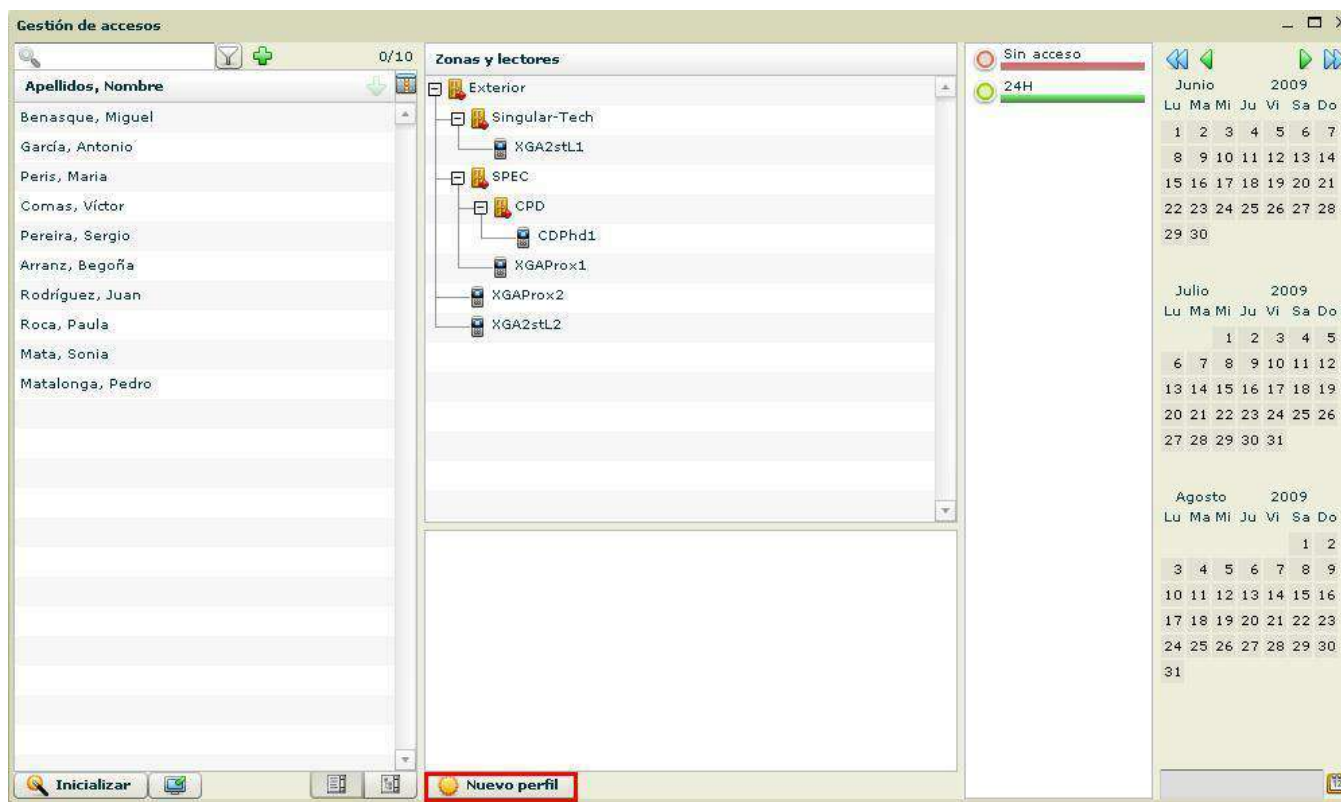 Gestión de accesos
0/10
Apellidos, Nombre
Benasque, Miguel
García, Antonio
Peris, Maria
Comas, Víctor
Pereira, Sergio
Arranz, Begoña
Rodríguez, Juan
Roca, Paula
Mata, Sonia
Matalonga, Pedro
Inicializar
Zonas y lectores
Exterior
Singular-Tech
XGA2stL1
SPEC
CPD
CDPhd1
XGAProx1
XGAProx2
XGA2stL2
Nuevo perfil
Sin acceso
24H
Junio 2009
Lu Ma Mi Ju Vi Sa Do
1 2 3 4 5 6 7
8 9 10 11 12 13 14
15 16 17 18 19 20 21
22 23 24 25 26 27 28
29 30
Julio 2009
Lu Ma Mi Ju Vi Sa Do
1 2 3 4 5
6 7 8 9 10 11 12
13 14 15 16 17 18 19
20 21 22 23 24 25 26
27 28 29 30 31
Agosto 2009
Lu Ma Mi Ju Vi Sa Do
1 2
3 4 5 6 7 8 9
10 11 12 13 14 15 16
17 18 19 20 21 22 23
24 25 26 27 28 29 30
31